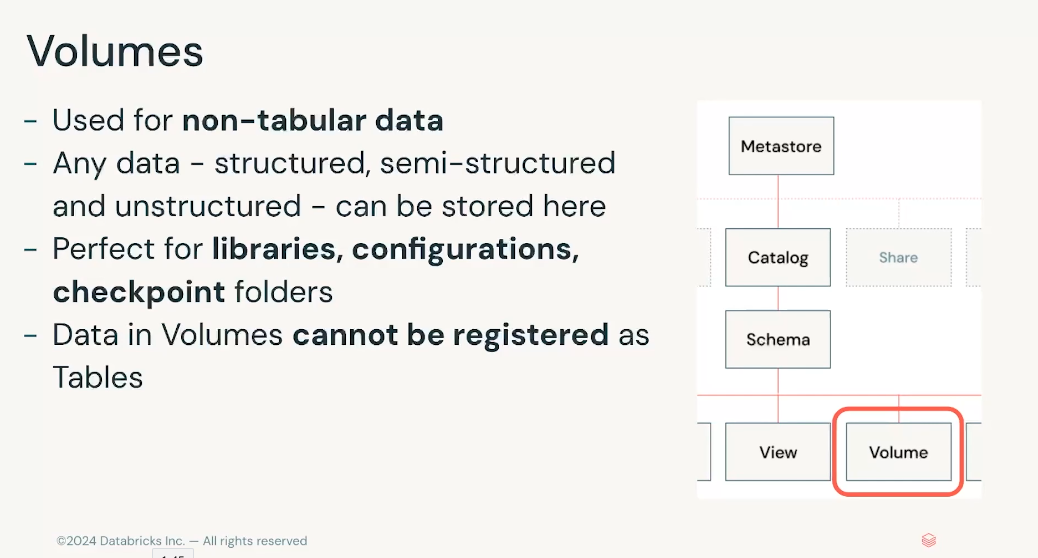 Volumes
- Used for non-tabular data
- Any data - structured, semi-structured
and unstructured - can be stored here
- Perfect for libraries, configurations,
checkpoint folders
- Data in Volumes cannot be registered as
Tables
Metastore
Catalog
Share
Schema
View
Volume
©2024 Databricks Inc. — All rights reserved